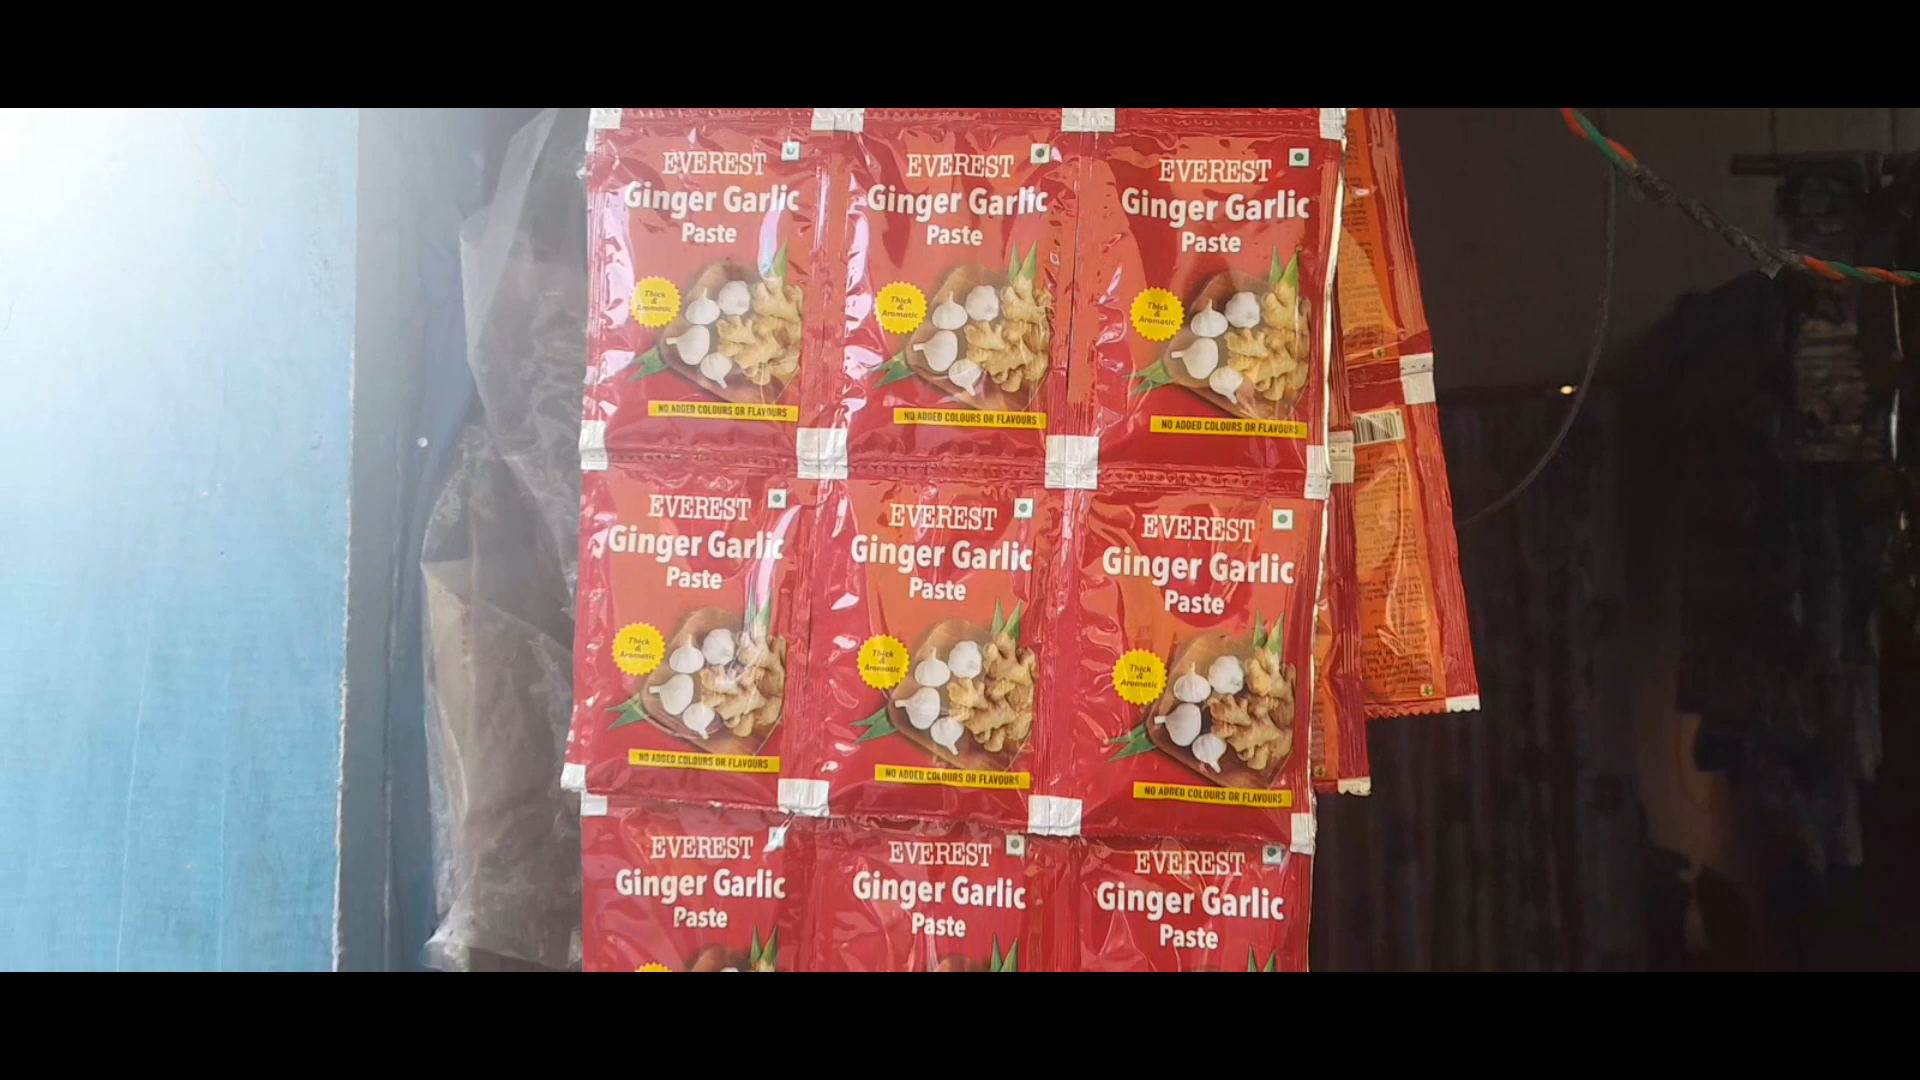 EVEREST
Ginger Garlic
Paste
Thick
&
Aromatic
NO ADDED COLOURS OR FLAVOURS
EVEREST
Ginger Garlic
Paste
Thick
&
Aromatic
NO ADDED COLOURS OR FLAVOURS
EVEREST
Ginger Garlic
Paste
Thick
&
Aromatic
NO ADDED COLOURS OR FLAVOURS
EVEREST
Ginger Garlic
Paste
Thick
&
Aromatic
NO ADDED COLOURS OR FLAVOURS
EVEREST
Ginger Garlic
Paste
Thick
&
Aromatic
NO ADDED COLOURS OR FLAVOURS
EVEREST
Ginger Garlic
Paste
Thick
&
Aromatic
NO ADDED COLOURS OR FLAVOURS
EVEREST
Ginger Garlic
Paste
EVEREST
Ginger Garlic
Paste
EVEREST
Ginger Garlic
Paste